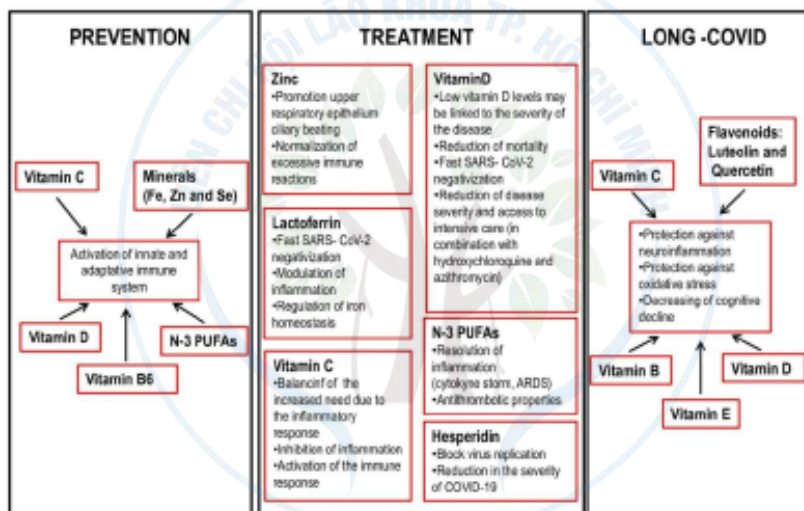 PREVENTION
Vitamin C
Minerals
(Fe, Zn and Se)
Activation of innate and
adaptative immune
system
Vitamin D
N-3 PUFAs
Vitamin B6
TREATMENT
Zinc
•Promotion upper
respiratory epithelium
ciliary beating
•Normalization of
excessive immune
reactions
Lactoferrin
•Fast SARS- CoV-2
negativization
•Modulation of
inflammation
•Regulation of iron
homeostasis
Vitamin C
•Balancinf of the
increased need due to
the inflammatory
response
•Inhibition of inflammation
•Activation of the immune
response
VitaminD
•Low vitamin D levels may
be linked to the severity of
the disease
•Reduction of mortality
•Fast SARS- CoV-2
negativization
•Reduction of disease
severity and access to
intensive care (in
combination with
hydroxychloroquine and
azithromycin)
N-3 PUFAs
•Resolution of
inflammation
(cytokyne storm, ARDS)
•Antithrombotic properties
Hesperidin
•Block virus replication
•Reduction in the severity
of COVID-19
LONG -COVID
Vitamin C
Flavonoids:
Luteolin and
Quercetin
•Protection against
neuroinflammation
•Protection against
oxidative stress
•Decreasing of cognitive
decline
Vitamin B
Vitamin D
Vitamin E
CHI HỘI LÃO KHOA TP. HỒ CHÍ